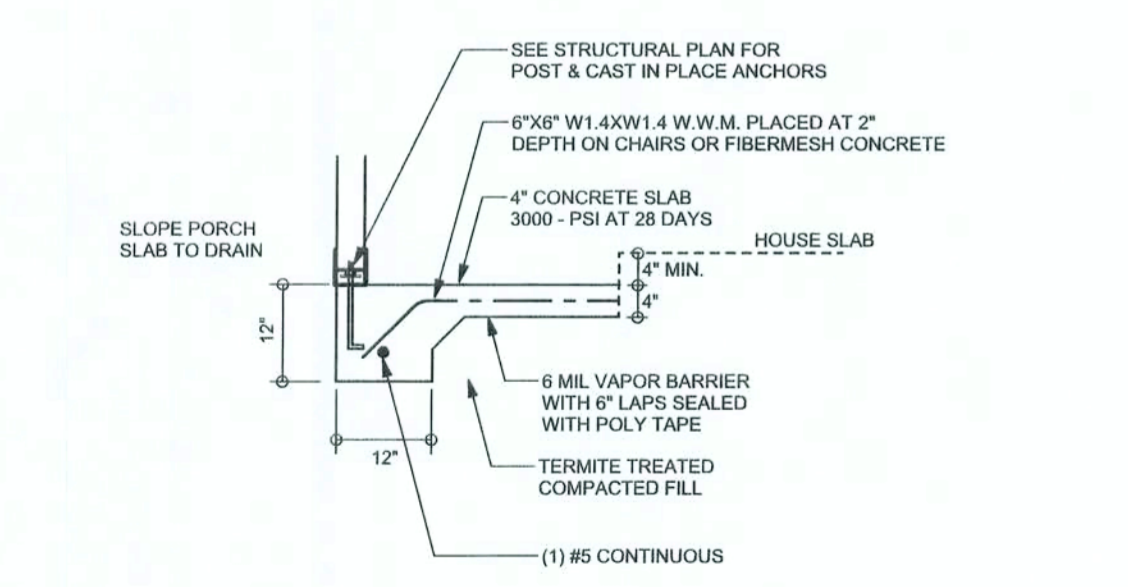 SEE STRUCTURAL PLAN FOR
POST & CAST IN PLACE ANCHORS
6"X6" W1.4XW1.4 W.W.M. PLACED AT 2"
DEPTH ON CHAIRS OR FIBERMESH CONCRETE
4" CONCRETE SLAB
3000 - PSI AT 28 DAYS
SLOPE PORCH
SLAB TO DRAIN
HOUSE SLAB
4" MIN.
4"
12"
6 MIL VAPOR BARRIER
WITH 6" LAPS SEALED
WITH POLY TAPE
12"
TERMITE TREATED
COMPACTED FILL
(1) #5 CONTINUOUS